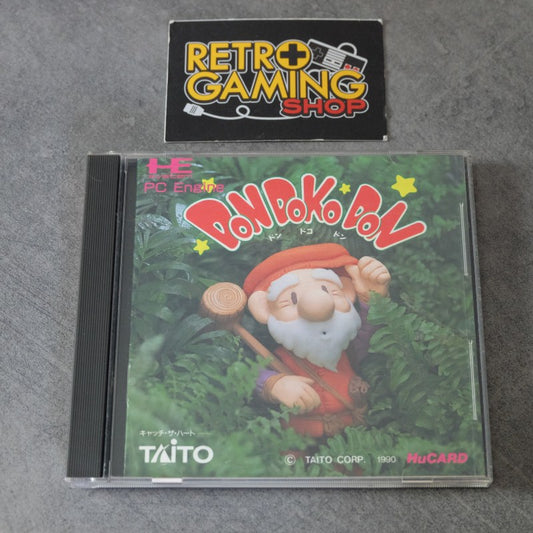 RETRO
GAMING
SHOP
HE
PC Engine
DON DOKO DON
ドン ドコ ドン
キャッチ・ザ・ハート
TAITO
© TAITO CORP. 1990 HuCARD